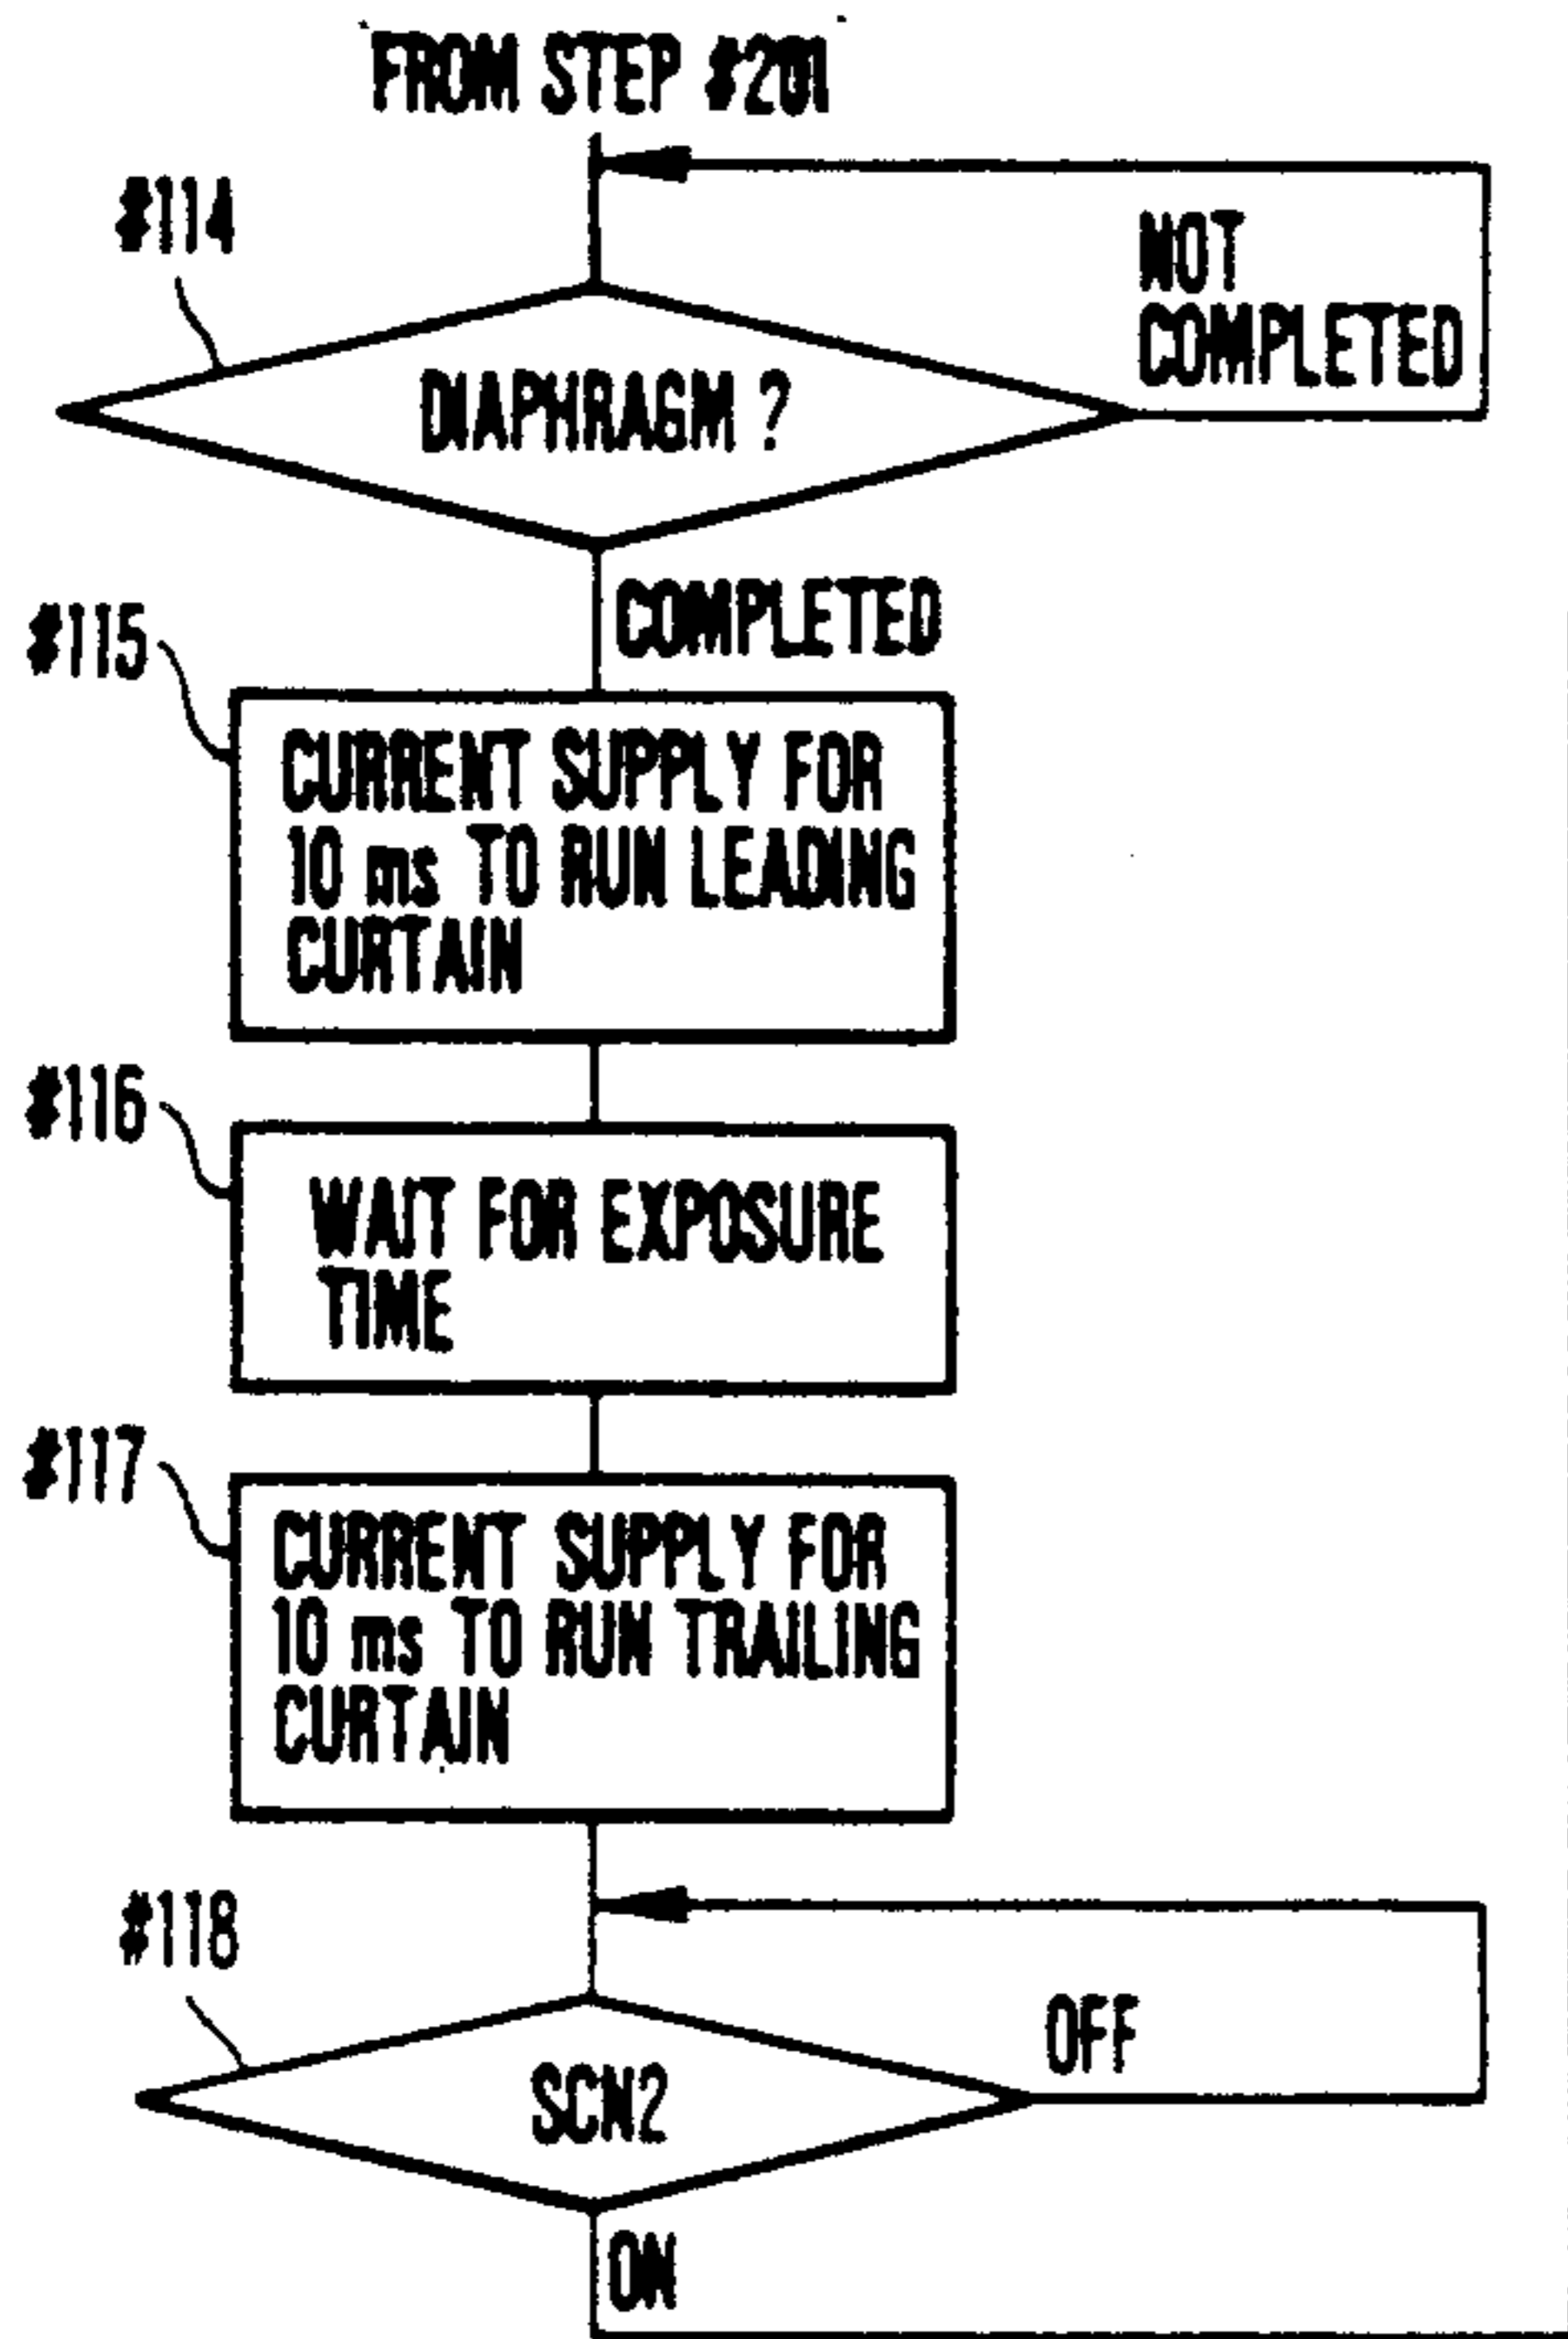 FROM STEP #201
#114
NOT
COMPLETED
DIAPHRAGM ?
COMPLETED
#115
CURRENT SUPPLY FOR
10 ms TO RUN LEADING
CURTAIN
#116
WAIT FOR EXPOSURE
TIME
#117
CURRENT SUPPLY FOR
10 ms TO RUN TRAILING
CURTAIN
#118
OFF
SCN2
ON